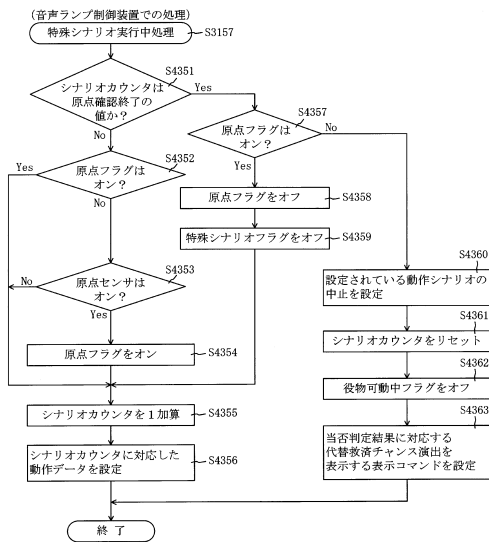 (音声ランプ制御装置での処理)
特殊シナリオ実行中処理
S3157
シナリオカウンタは
原点確認終了の
値か?
S4351
Yes
No
原点フラグは
オン?
S4352
Yes
No
原点センサは
オン?
S4353
No
Yes
原点フラグをオン
S4354
シナリオカウンタを1加算
S4355
シナリオカウンタに対応した
動作データを設定
S4356
原点フラグは
オン?
S4357
No
Yes
原点フラグをオフ
S4358
特殊シナリオフラグをオフ
S4359
S4360
設定されている動作シナリオの
中止を設定
S4361
シナリオカウンタをリセット
S4362
役物可動中フラグをオフ
S4363
当否判定結果に対応する
代替救済チャンス演出を
表示する表示コマンドを設定
終了